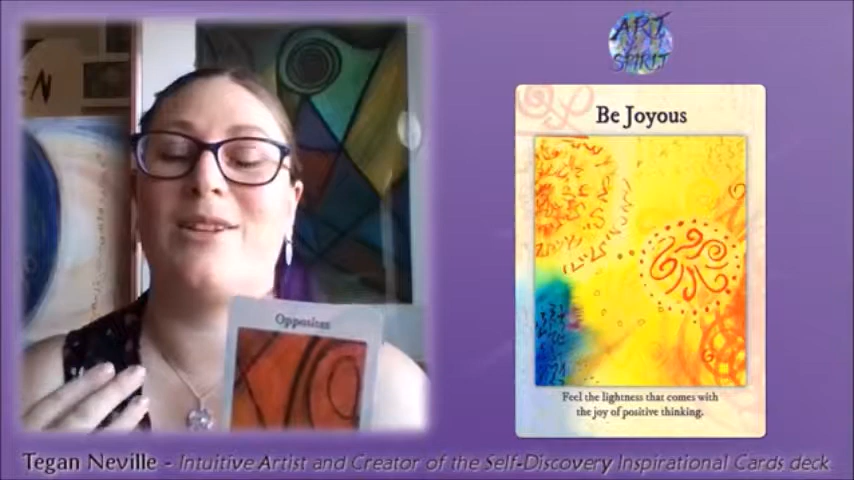 ART
of
SPIRIT
Be Joyous
Opposites
Feel the lightness that comes with
the joy of positive thinking.
Tegan Neville - Intuitive Artist and Creator of the Self-Discovery Inspirational Cards deck